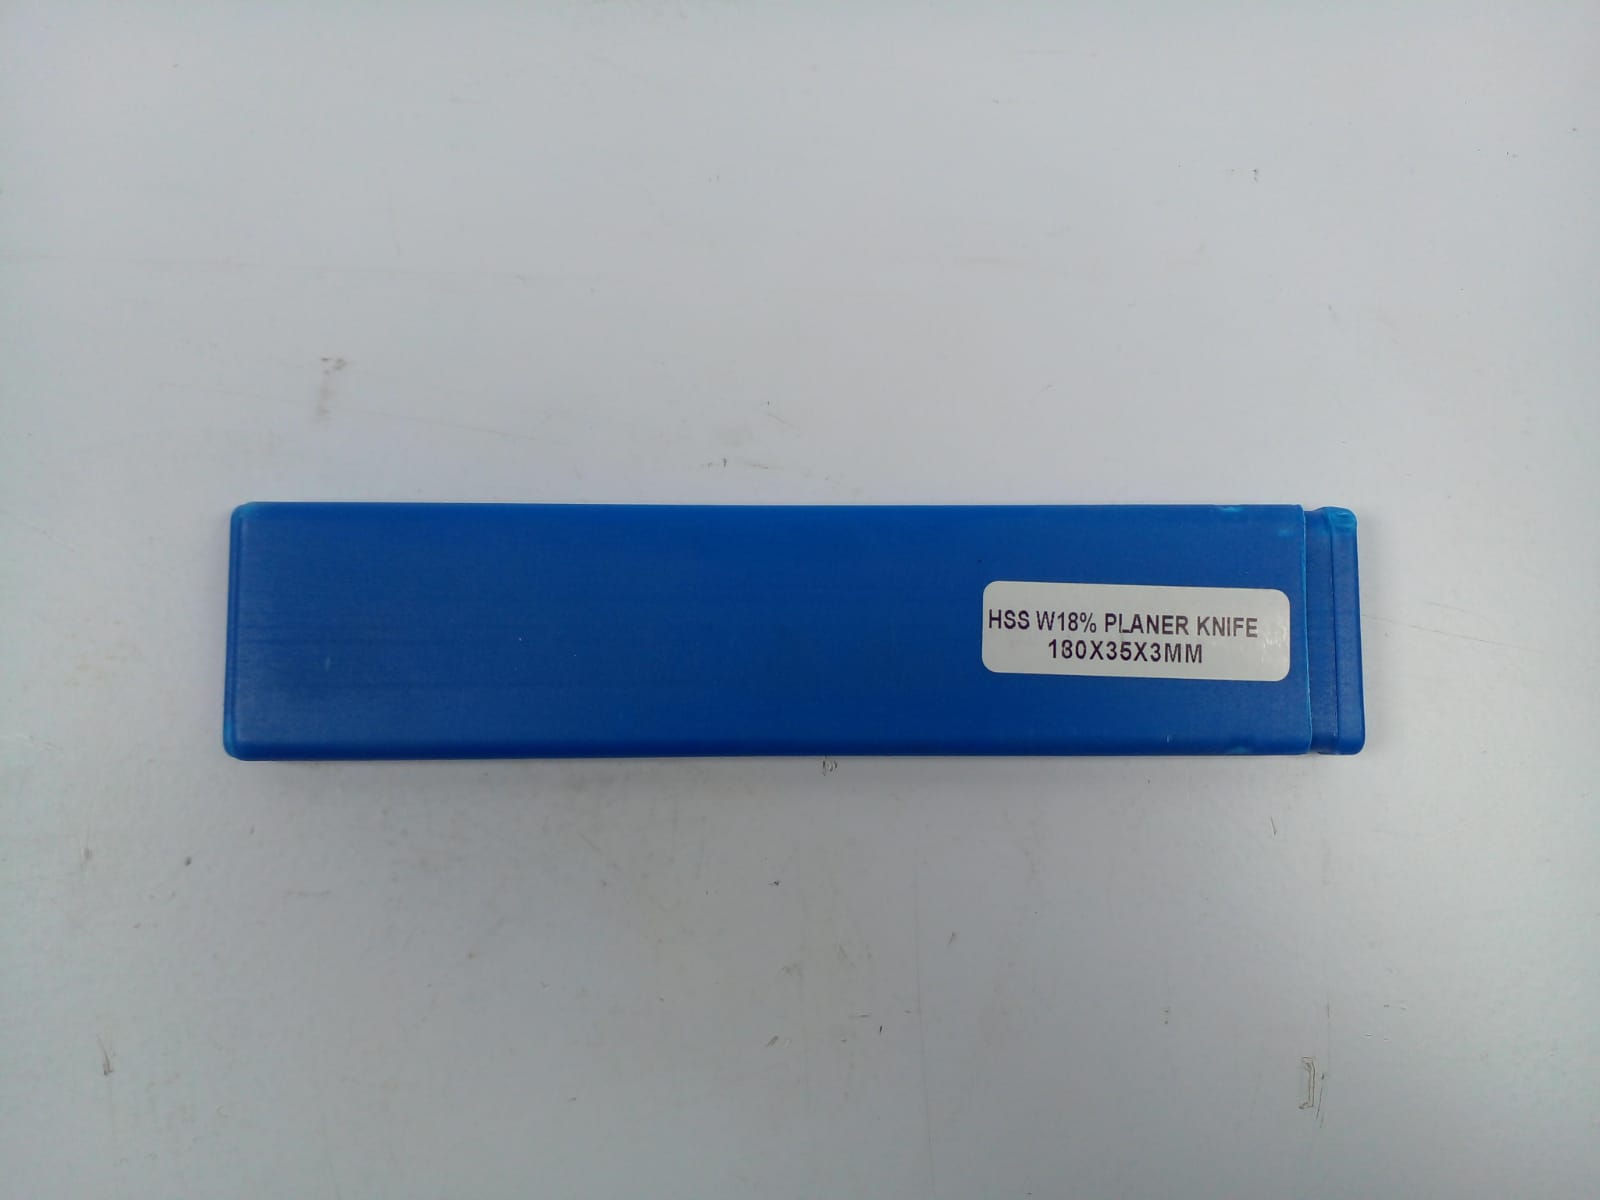 HSS W18% PLANER KNIFE
180X35X3MM